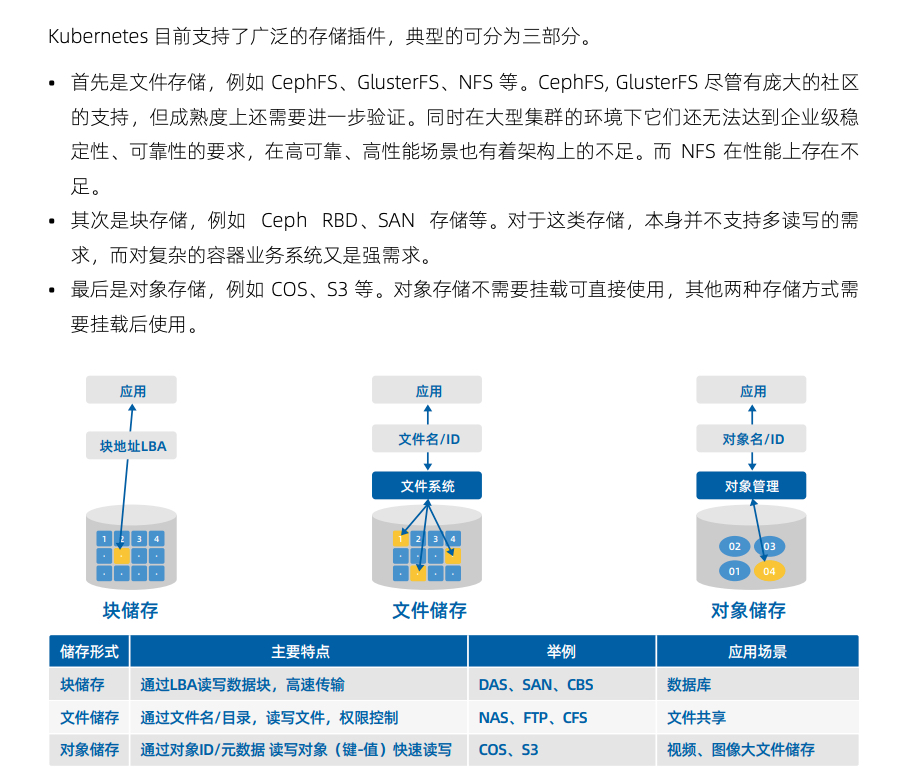 Kubernetes 目前支持了广泛的存储插件，典型的可分为三部分。
• 首先是文件存储，例如 CephFS、GlusterFS、NFS 等。CephFS, GlusterFS 尽管有庞大的社区
的支持，但成熟度上还需要进一步验证。同时在大型集群的环境下它们还无法达到企业级稳
定性、可靠性的要求，在高可靠、高性能场景也有着架构上的不足。而 NFS 在性能上存在不
足。
• 其次是块存储，例如 Ceph RBD、SAN 存储等。对于这类存储，本身并不支持多读写的需
求，而对复杂的容器业务系统又是强需求。
• 最后是对象存储，例如 COS、S3 等。对象存储不需要挂载可直接使用，其他两种存储方式需
要挂载后使用。
应用
块地址LBA
1 2 3 4
块储存
应用
文件名/ID
文件系统
1 2 3 4
文件储存
应用
对象名/ID
对象管理
02 03
01 04
对象储存
储存形式 主要特点 举例 应用场景
块储存 通过LBA读写数据块，高速传输 DAS、SAN、CBS 数据库
文件储存 通过文件名/目录，读写文件，权限控制 NAS、FTP、CFS 文件共享
对象储存 通过对象ID/元数据 读写对象（键-值）快速读写 COS、S3 视频、图像大文件储存